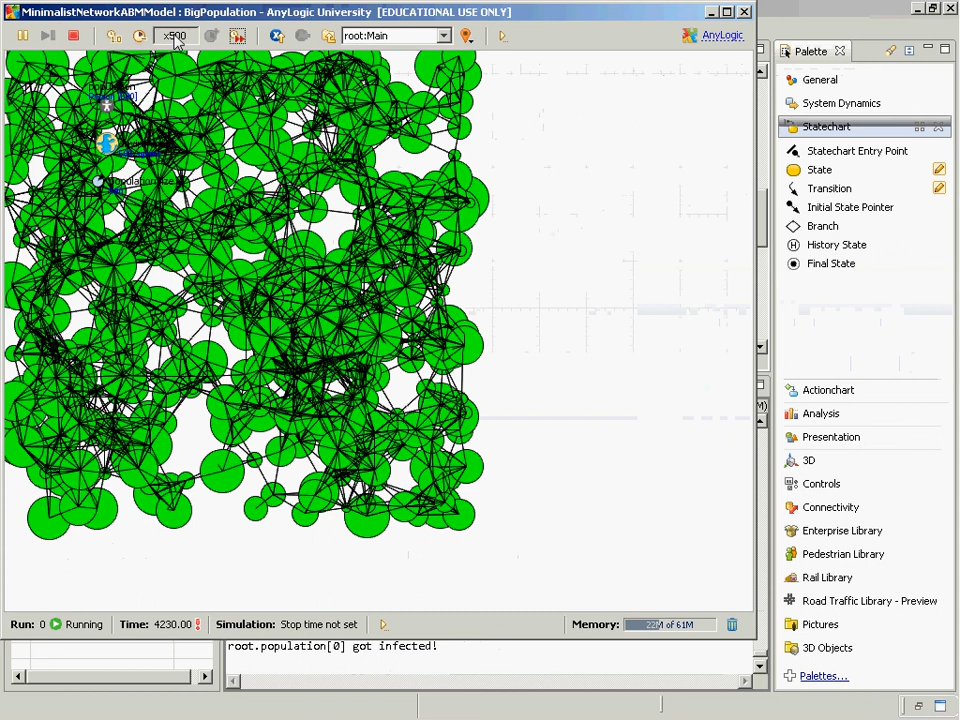 MinimalistNetworkABMModel : BigPopulation - AnyLogic University [EDUCATIONAL USE ONLY]
x500
root:Main
AnyLogic
Palette
General
System Dynamics
Statechart
Statechart Entry Point
State
Transition
Initial State Pointer
Branch
History State
Final State
Actionchart
Analysis
Presentation
3D
Controls
Connectivity
Enterprise Library
Pedestrian Library
Rail Library
Road Traffic Library - Preview
Pictures
3D Objects
Palettes...
population
Run: 0 Running Time: 4230.00 Simulation: Stop time not set Memory: 22M of 61M
root.population[0] got infected!